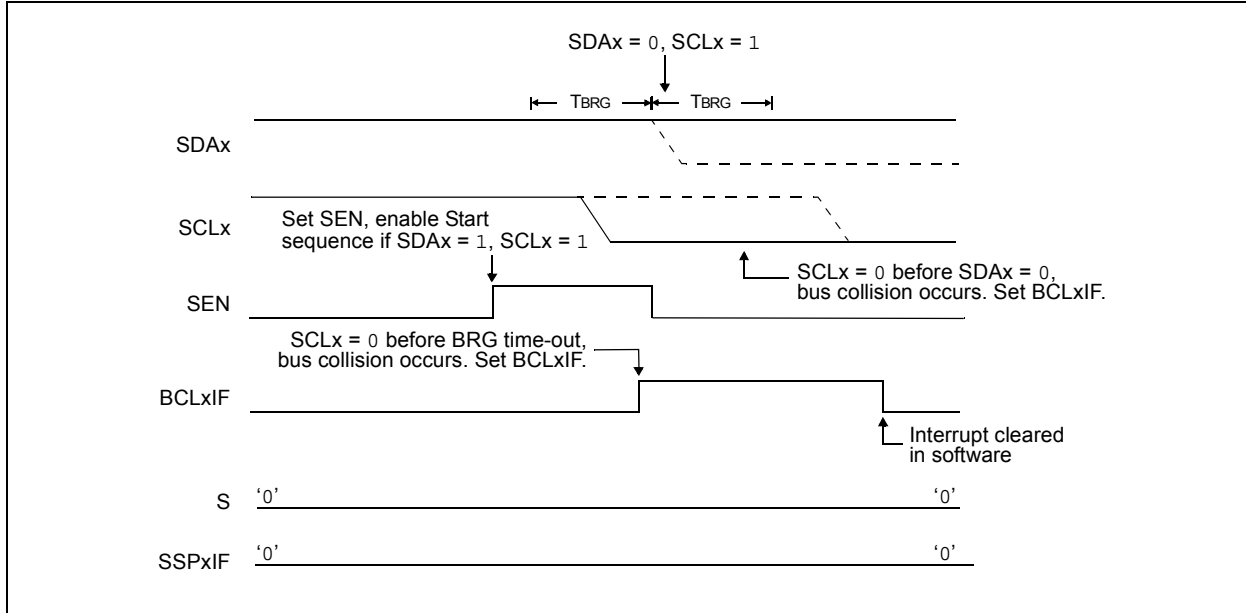 SDAx = 0, SCLx = 1
TBRG TBRG
SDAx
SCLx
Set SEN, enable Start
sequence if SDAx = 1, SCLx = 1
SCLx = 0 before SDAx = 0,
bus collision occurs. Set BCLxIF.
SEN
SCLx = 0 before BRG time-out,
bus collision occurs. Set BCLxIF.
BCLxIF
Interrupt cleared
in software
S ‘0’ ‘0’
SSPxIF ‘0’ ‘0’